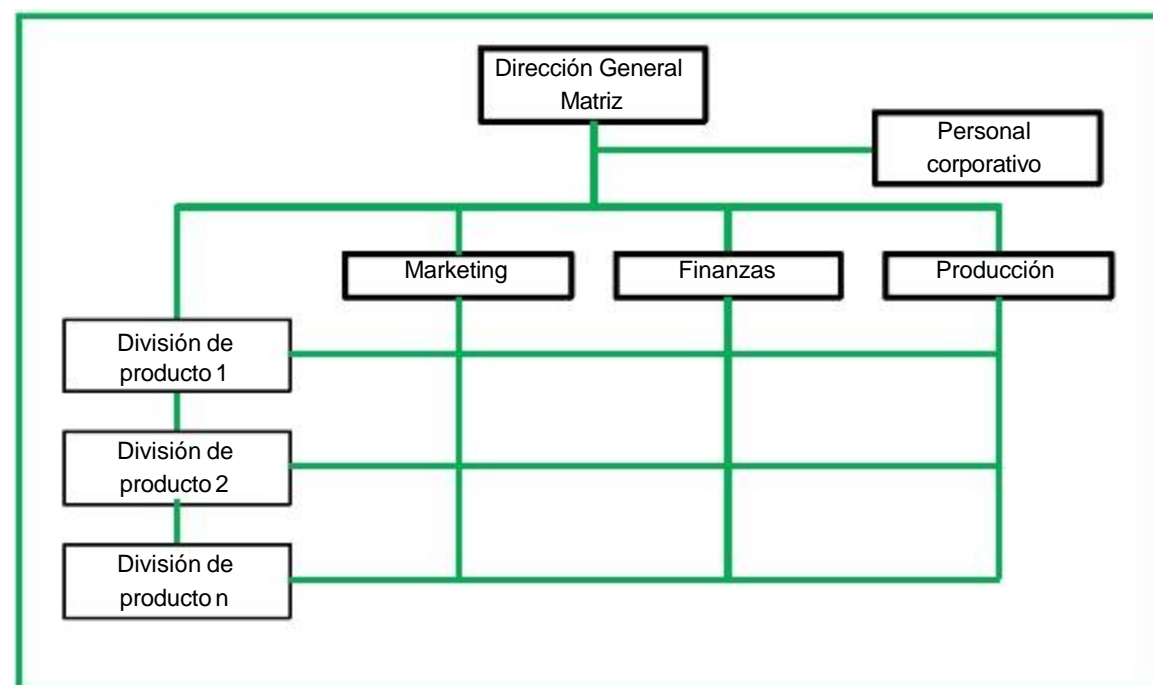 Dirección General
Matriz
Personal
corporativo
Marketing
Finanzas
Producción
División de
producto 1
División de
producto 2
División de
producto n